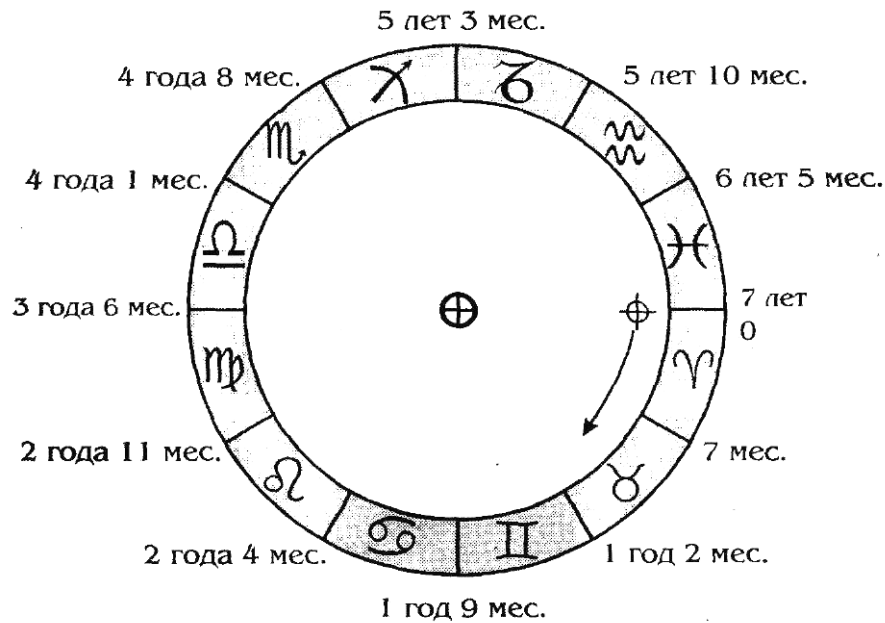 5 лет 3 мес.
4 года 8 мес.
5 лет 10 мес.
4 года 1 мес.
6 лет 5 мес.
3 года 6 мес.
7 лет
0
2 года 11 мес.
7 мес.
2 года 4 мес.
1 год 2 мес.
1 год 9 мес.